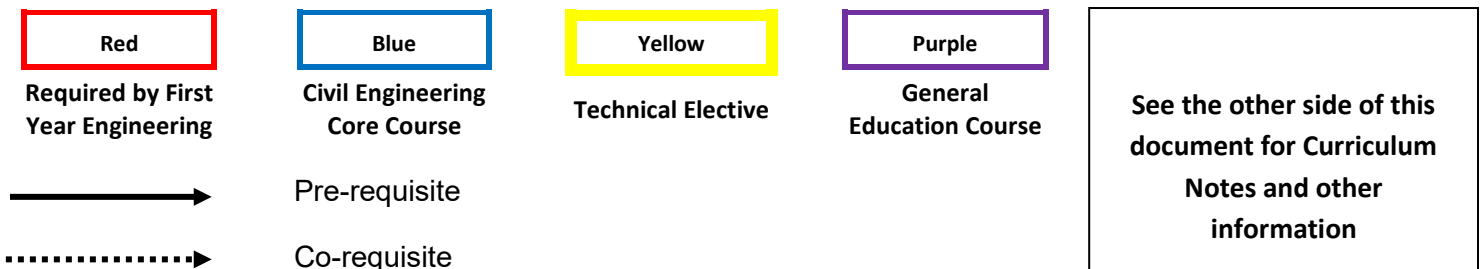 Red
Required by First
Year Engineering
Blue
Civil Engineering
Core Course
Yellow
Technical Elective
Purple
General
Education Course
Pre-requisite
Co-requisite
See the other side of this
document for Curriculum
Notes and other
information